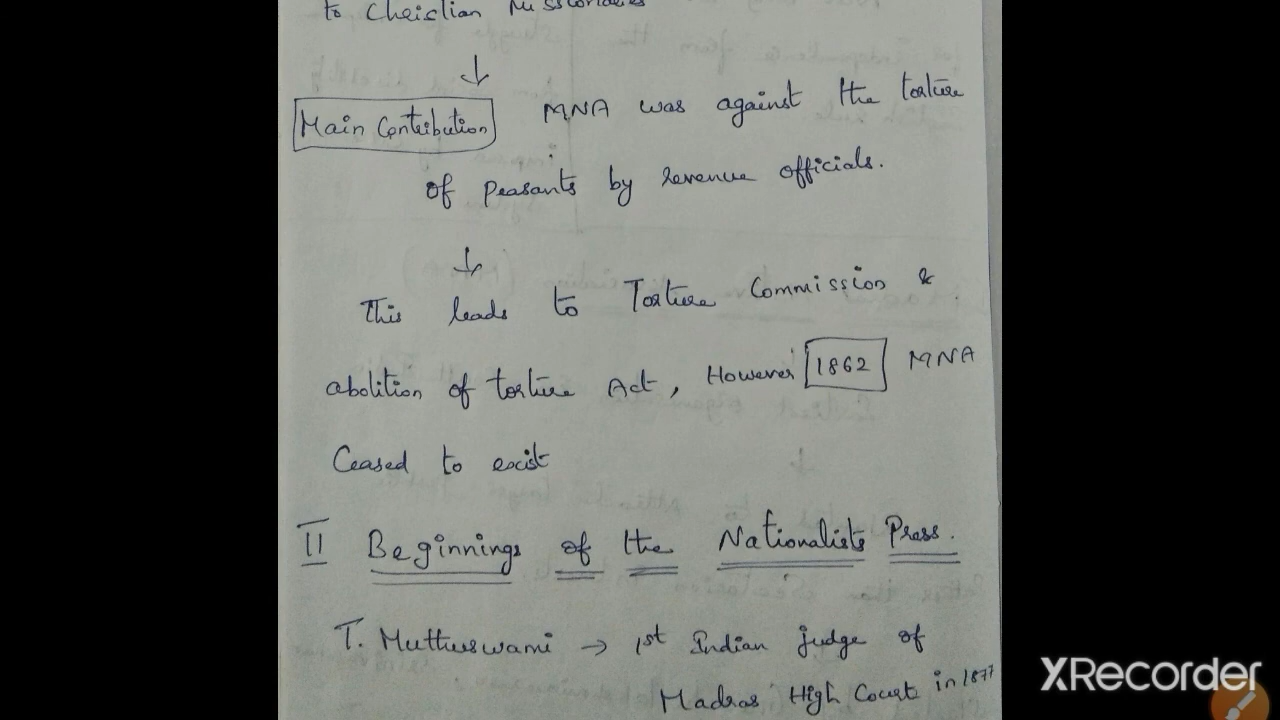 to Christian Missionaries
↓
Main Contribution MNA was against the torture
of peasants by revenue officials.
↓
This leads to Torture Commission &
abolition of torture Act, However 1862 MNA
Ceased to exist
II Beginnings of the Nationalists Press.
T. Muthuswami → 1st Indian judge of
Madras High Court in 1877
XRecorder